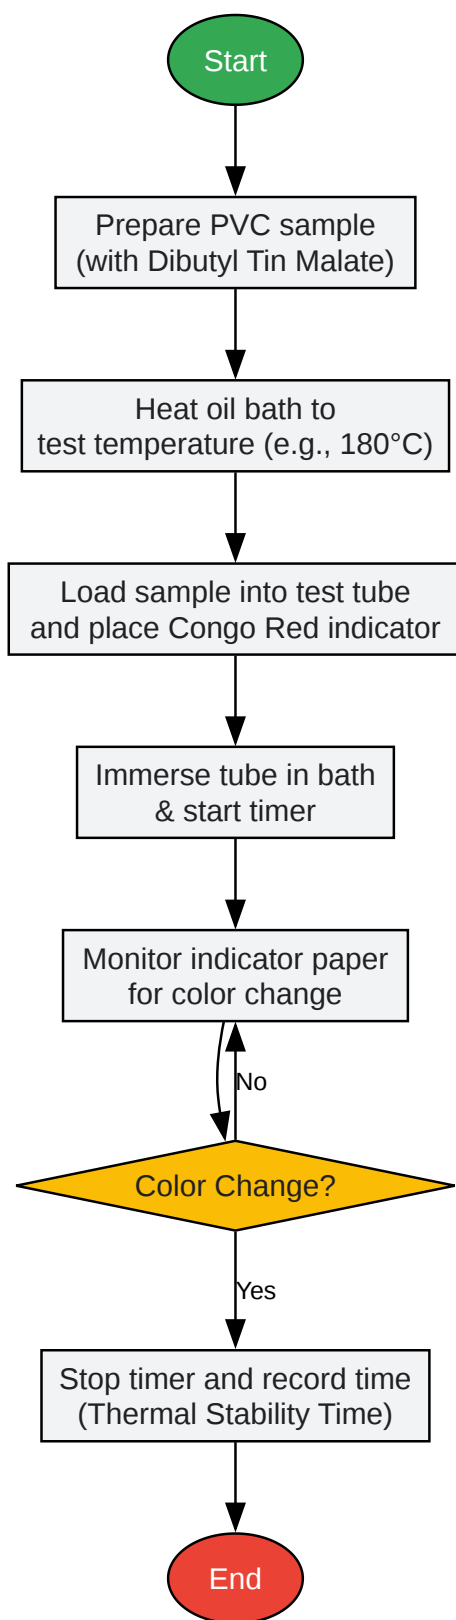 Start
Prepare PVC sample
(with Dibutyl Tin Malate)
Heat oil bath to
test temperature (e.g., 180°C)
Load sample into test tube
and place Congo Red indicator
Immerse tube in bath
& start timer
Monitor indicator paper
for color change
No
Color Change?
Yes
Stop timer and record time
(Thermal Stability Time)
End